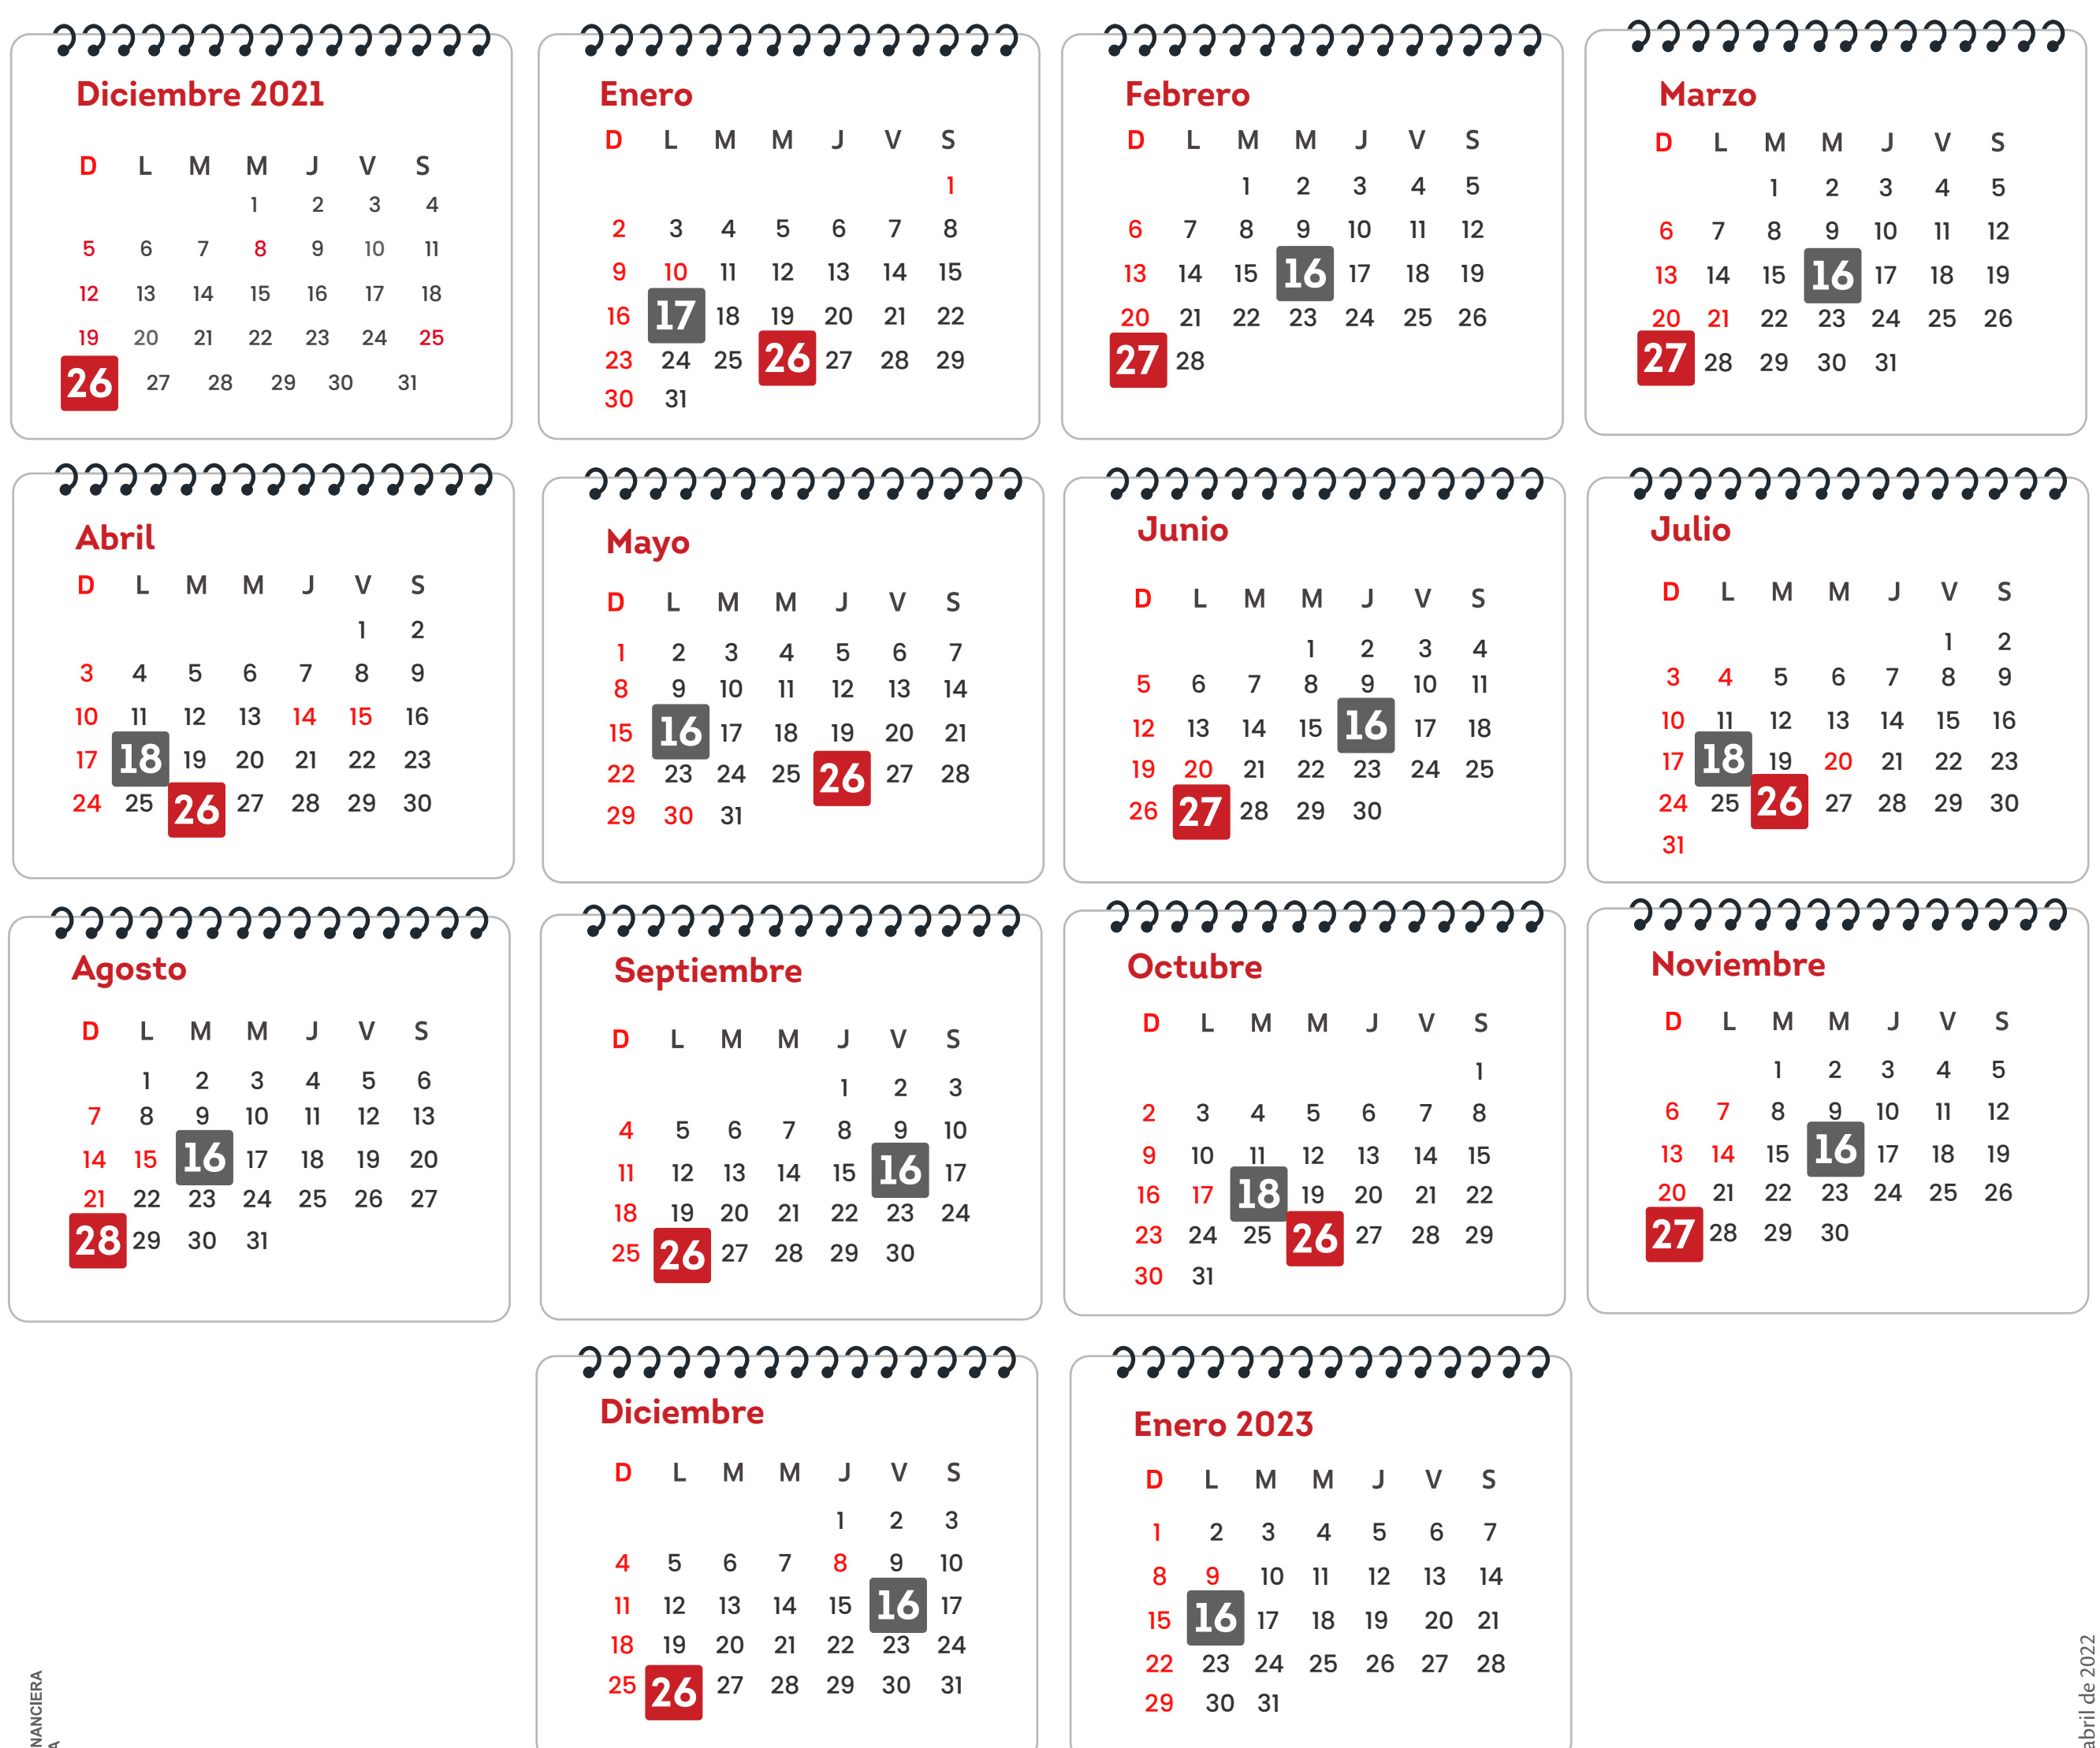 Diciembre 2021
D L M M J V S
1 2 3 4
5 6 7 8 9 10 11
12 13 14 15 16 17 18
19 20 21 22 23 24 25
26 27 28 29 30 31
Enero
D L M M J V S
1
2 3 4 5 6 7 8
9 10 11 12 13 14 15
16 17 18 19 20 21 22
23 24 25 26 27 28 29
30 31
Febrero
D L M M J V S
1 2 3 4 5
6 7 8 9 10 11 12
13 14 15 16 17 18 19
20 21 22 23 24 25 26
27 28
Marzo
D L M M J V S
1 2 3 4 5
6 7 8 9 10 11 12
13 14 15 16 17 18 19
20 21 22 23 24 25 26
27 28 29 30 31
Abril
D L M M J V S
1 2
3 4 5 6 7 8 9
10 11 12 13 14 15 16
17 18 19 20 21 22 23
24 25 26 27 28 29 30
Mayo
D L M M J V S
1 2 3 4 5 6 7
8 9 10 11 12 13 14
15 16 17 18 19 20 21
22 23 24 25 26 27 28
29 30 31
Junio
D L M M J V S
1 2 3 4
5 6 7 8 9 10 11
12 13 14 15 16 17 18
19 20 21 22 23 24 25
26 27 28 29 30
Julio
D L M M J V S
1 2
3 4 5 6 7 8 9
10 11 12 13 14 15 16
17 18 19 20 21 22 23
24 25 26 27 28 29 30
31
Agosto
D L M M J V S
1 2 3 4 5 6
7 8 9 10 11 12 13
14 15 16 17 18 19 20
21 22 23 24 25 26 27
28 29 30 31
Septiembre
D L M M J V S
1 2 3
4 5 6 7 8 9 10
11 12 13 14 15 16 17
18 19 20 21 22 23 24
25 26 27 28 29 30
Octubre
D L M M J V S
1
2 3 4 5 6 7 8
9 10 11 12 13 14 15
16 17 18 19 20 21 22
23 24 25 26 27 28 29
30 31
Noviembre
D L M M J V S
1 2 3 4 5
6 7 8 9 10 11 12
13 14 15 16 17 18 19
20 21 22 23 24 25 26
27 28 29 30
Diciembre
D L M M J V S
1 2 3
4 5 6 7 8 9 10
11 12 13 14 15 16 17
18 19 20 21 22 23 24
25 26 27 28 29 30 31
Enero 2023
D L M M J V S
1 2 3 4 5 6 7
8 9 10 11 12 13 14
15 16 17 18 19 20 21
22 23 24 25 26 27 28
29 30 31
NANCIERA
A
abril de 2022